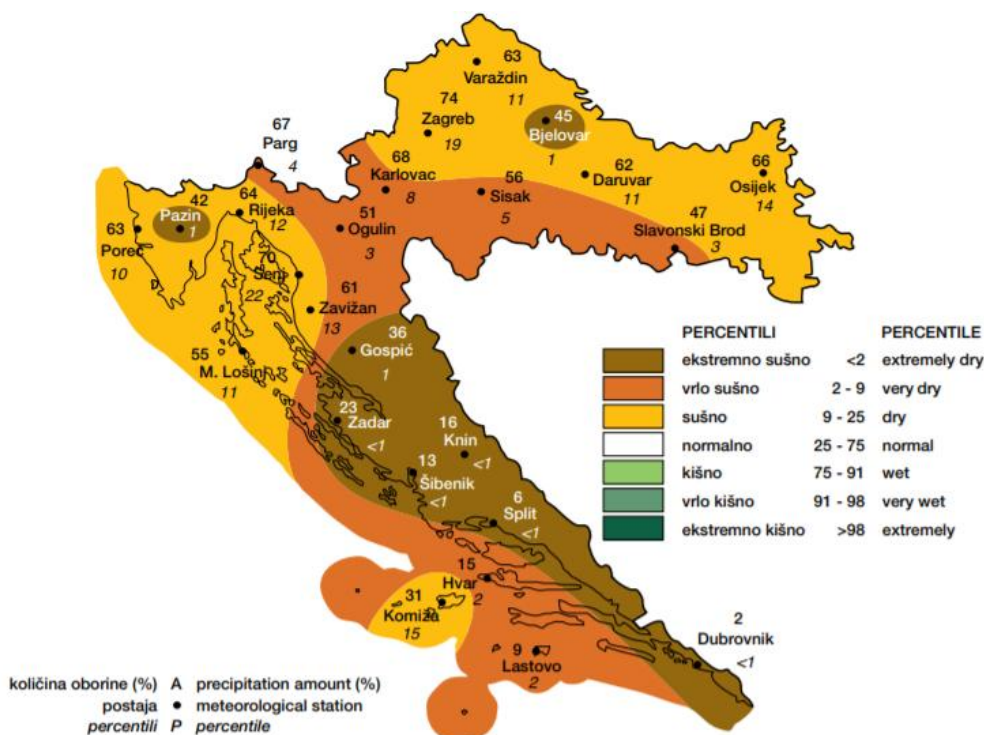 63
Varaždin
11
74
Zagreb
19
45
Bjelovar
1
67
Parg
4
68
Karlovac
8
56
Sisak
5
62
Daruvar
11
66
Osijek
14
42
Pazin
1
64
Rijeka
12
63
Poreč
10
51
Ogulin
3
47
Slavonski Brod
3
70
Senj
22
61
Zavižan
13
55
M. Lošinj
11
36
Gospić
1
23
Zadar
<1
16
Knin
<1
13
Šibenik
<1
6
Split
<1
15
Hvar
2
31
Komiža
15
9
Lastovo
2
2
Dubrovnik
<1
PERCENTILI PERCENTILE
ekstremno sušno <2 extremely dry
vrlo sušno 2 - 9 very dry
sušno 9 - 25 dry
normalno 25 - 75 normal
kišno 75 - 91 wet
vrlo kišno 91 - 98 very wet
ekstremno kišno >98 extremely
količina oborine (%) A precipitation amount (%)
postaja ● meteorological station
percentili P percentile